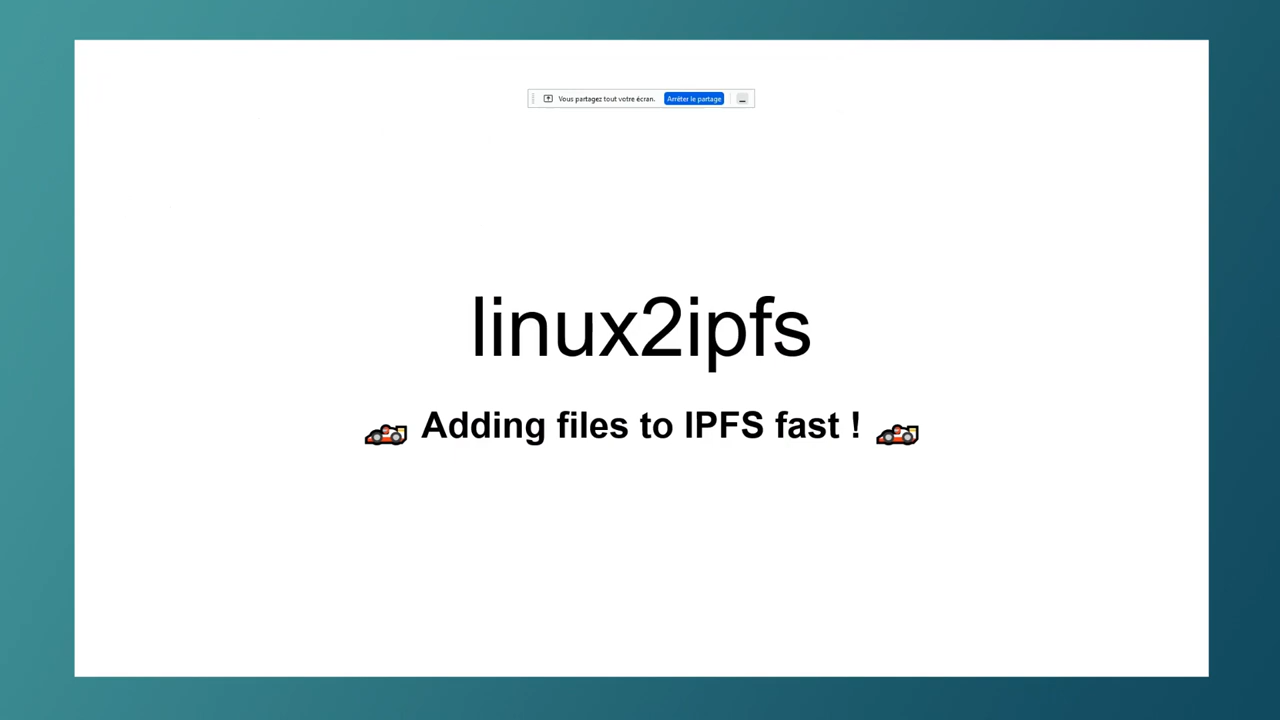 Vous partagez tout votre écran. Arrêter le partage
linux2ipfs
Adding files to IPFS fast !